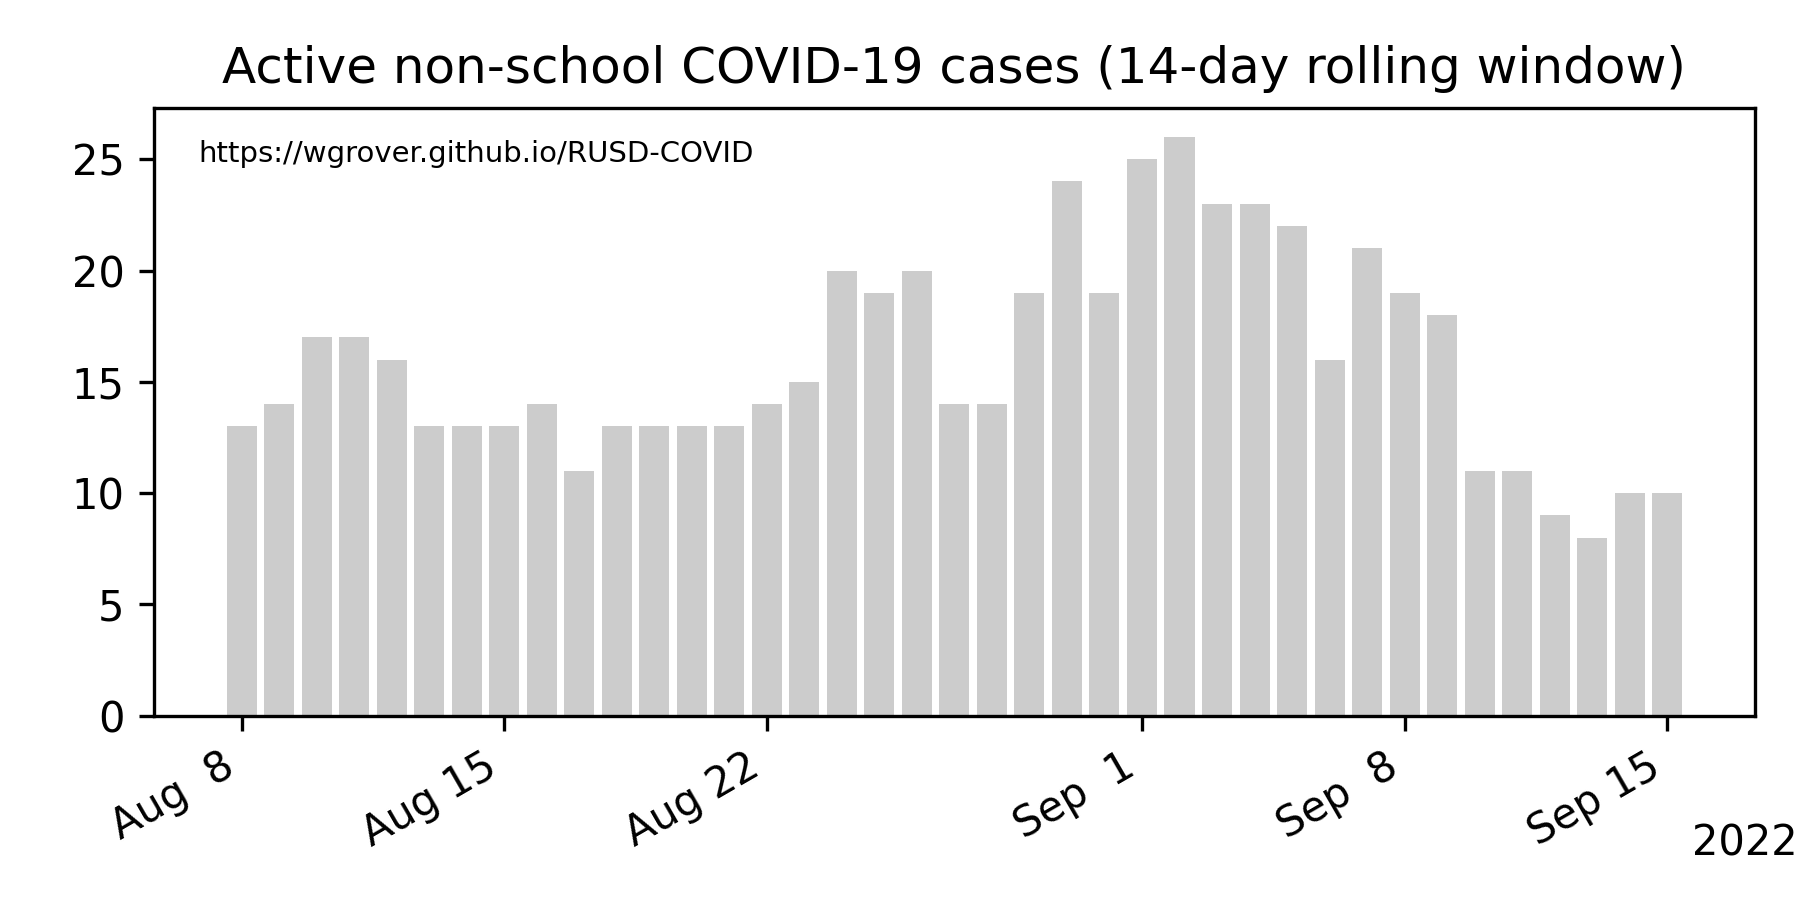 Active non-school COVID-19 cases (14-day rolling window)
https://wgrover.github.io/RUSD-COVID
25
20
15
10
5
0
Aug 8
Aug 15
Aug 22
Sep 1
Sep 8
Sep 15
2022